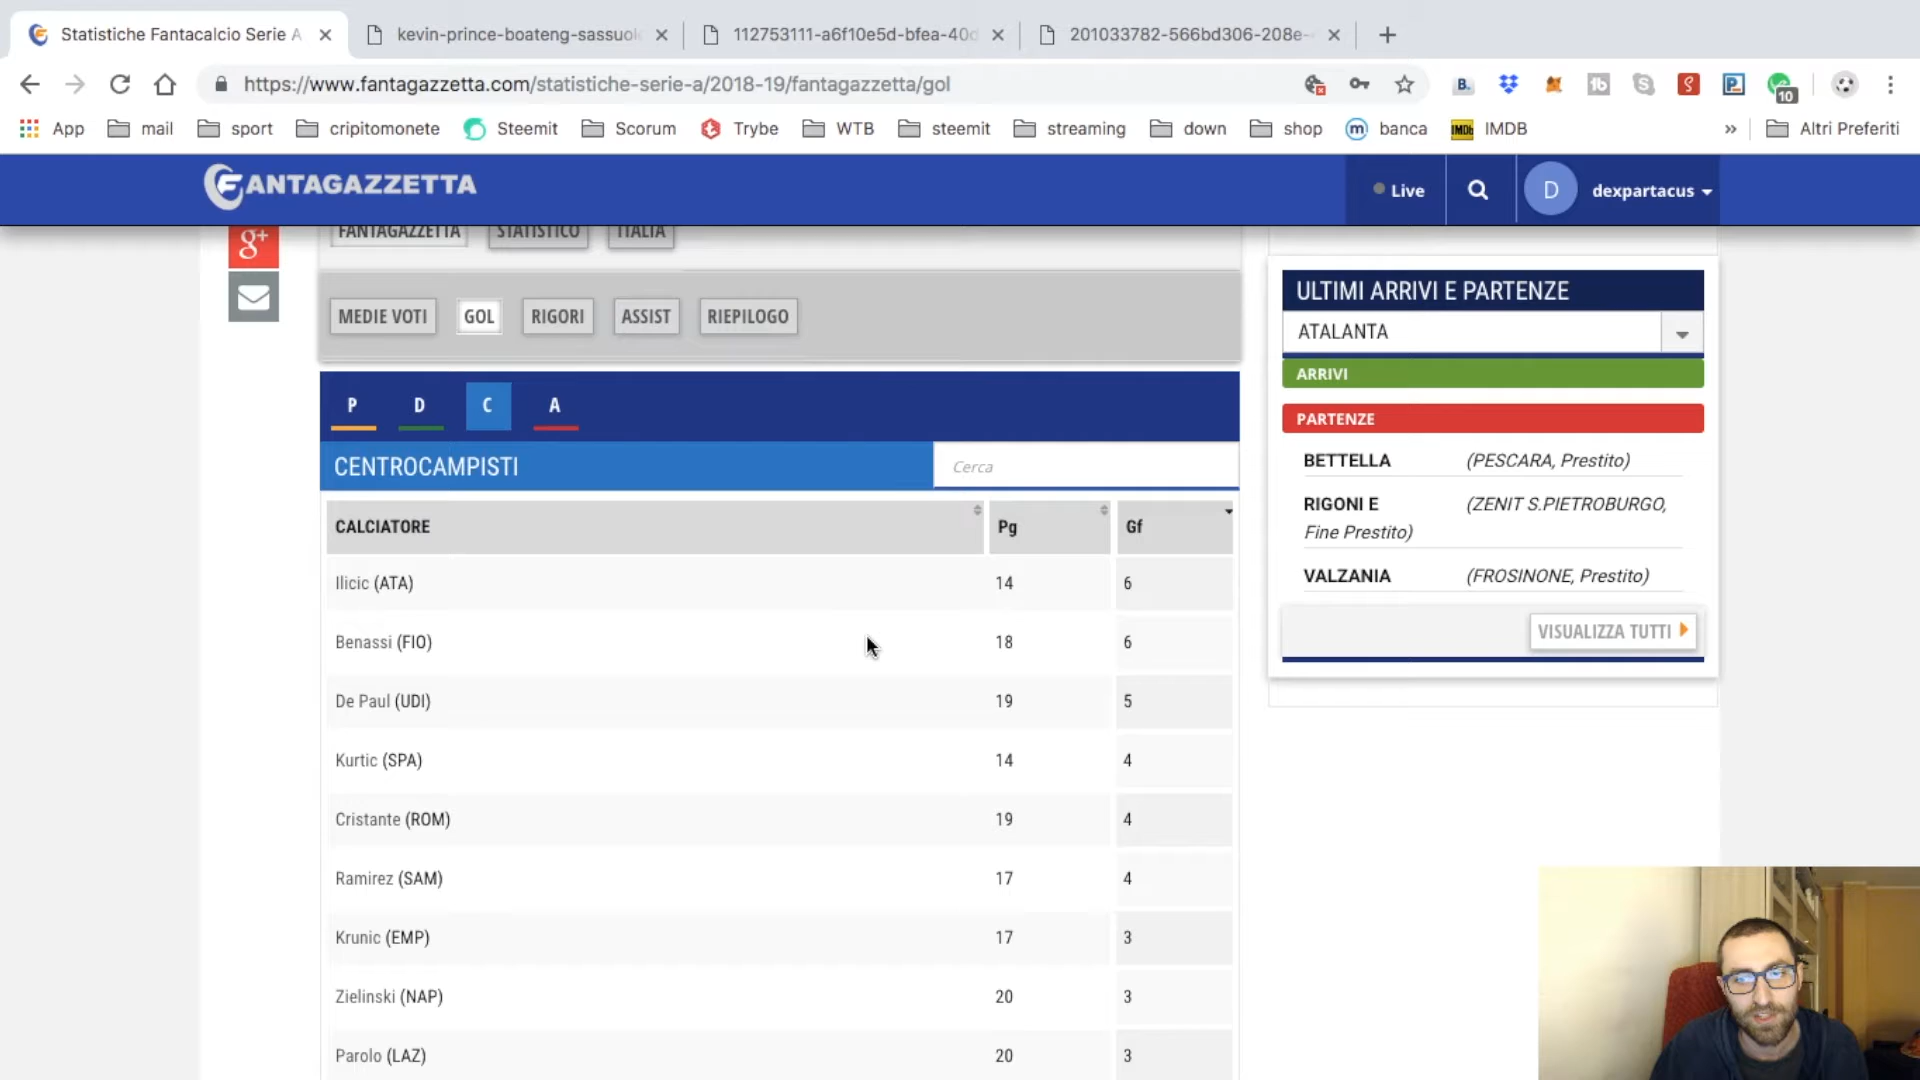 Statistiche Fantacalcio Serie A
kevin-prince-boateng-sassuol
112753111-a6f10e5d-bfea-40d
201033782-566bd306-208e-
https://www.fantagazzetta.com/statistiche-serie-a/2018-19/fantagazzetta/gol
10
App mail sport cripitomonete Steemit Scorum Trybe WTB steemit streaming down shop banca IMDB » Altri Preferiti
FANTAGAZZETTA
Live
D
dexpartacus
g+
FANTAGAZZETTA STATISTICO ITALIA
MEDIE VOTI GOL RIGORI ASSIST RIEPILOGO
P D C A
CENTROCAMPISTI
Cerca
CALCIATORE Pg Gf
Ilicic (ATA) 14 6
Benassi (FIO) 18 6
De Paul (UDI) 19 5
Kurtic (SPA) 14 4
Cristante (ROM) 19 4
Ramirez (SAM) 17 4
Krunic (EMP) 17 3
Zielinski (NAP) 20 3
Parolo (LAZ) 20 3
ULTIMI ARRIVI E PARTENZE
ATALANTA
ARRIVI
PARTENZE
BETTELLA (PESCARA, Prestito)
RIGONI E (ZENIT S.PIETROBURGO,
Fine Prestito)
VALZANIA (FROSINONE, Prestito)
VISUALIZZA TUTTI